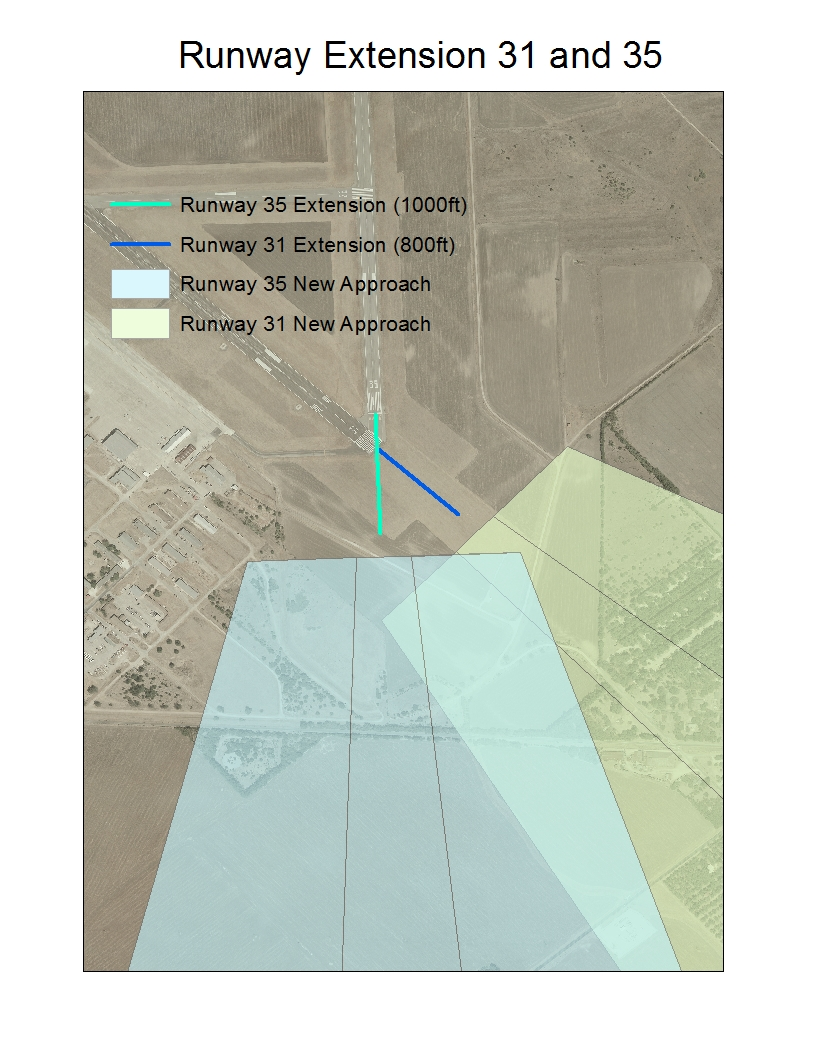 Runway Extension 31 and 35
Runway 35 Extension (1000ft)
Runway 31 Extension (800ft)
Runway 35 New Approach
Runway 31 New Approach
35